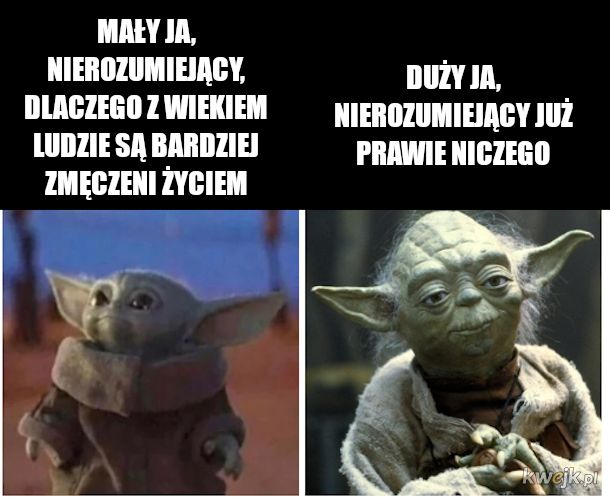 MAŁY JA,
NIEROZUMIEJĄCY,
DLACZEGO Z WIEKIEM
LUDZIE SĄ BARDZIEJ
ZMĘCZENI ŻYCIEM
DUŻY JA,
NIEROZUMIEJĄCY JUŻ
PRAWIE NICZEGO
kwejk.pl